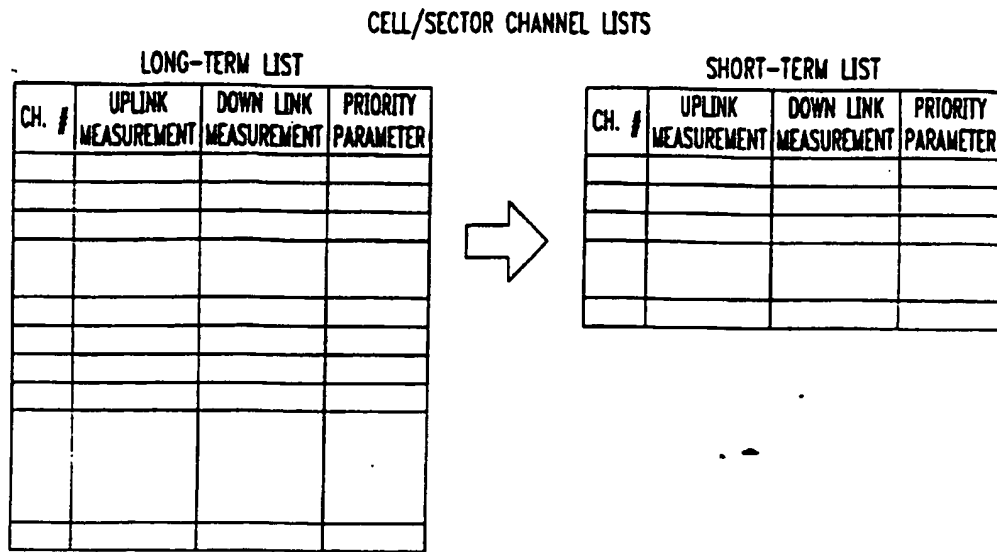 CELL/SECTOR CHANNEL LISTS
LONG-TERM LIST
CH. # UPLINK MEASUREMENT DOWN LINK MEASUREMENT PRIORITY PARAMETER
SHORT-TERM LIST
CH. # UPLINK MEASUREMENT DOWN LINK MEASUREMENT PRIORITY PARAMETER